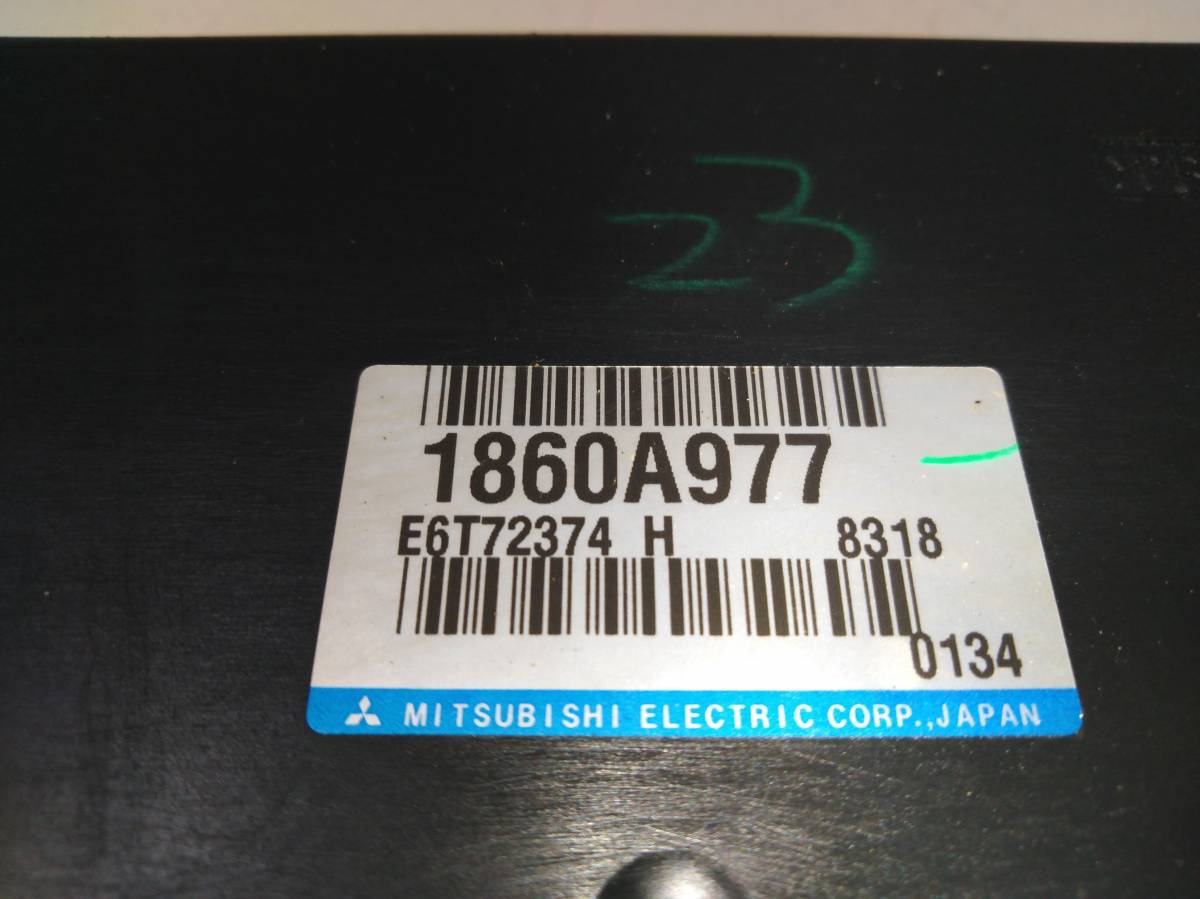 23
1860A977
E6T72374 H 8318
0134
MITSUBISHI ELECTRIC CORP.,JAPAN